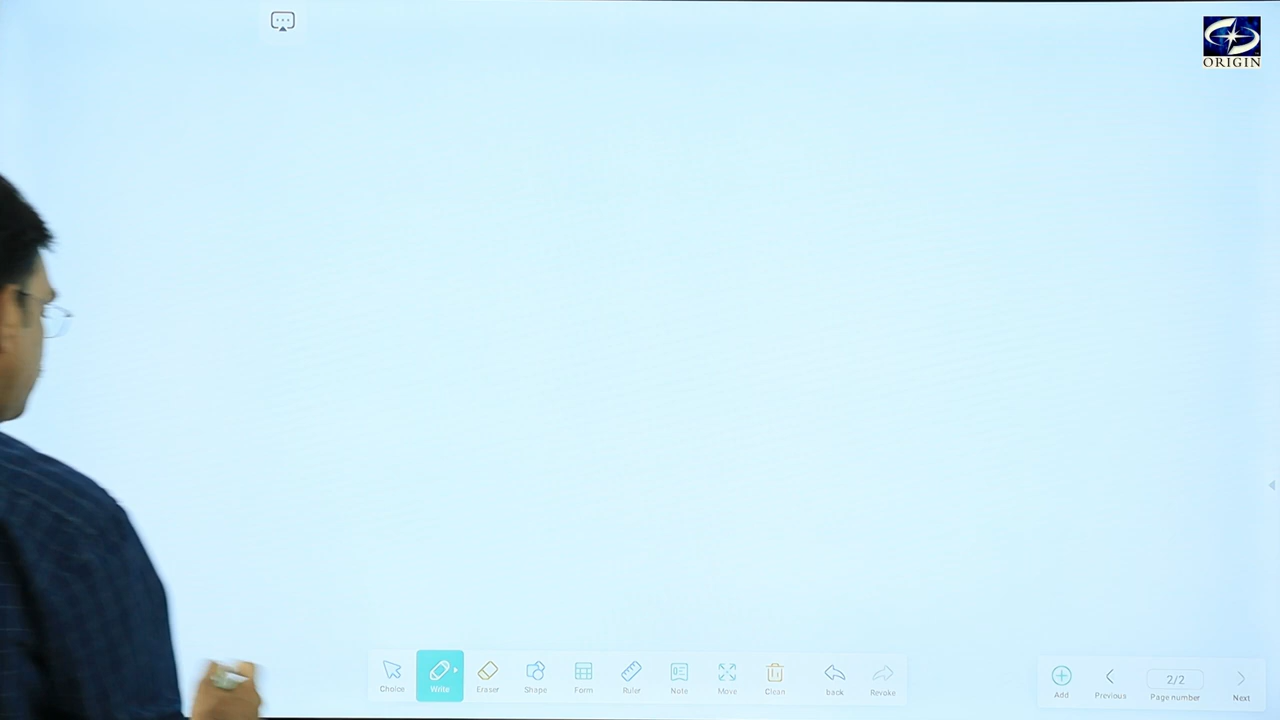 ORIGIN
Choice
Write
Eraser
Shape
Form
Ruler
Note
Move
Clean
back
Revoke
Add
Previous
2/2
Page number
Next